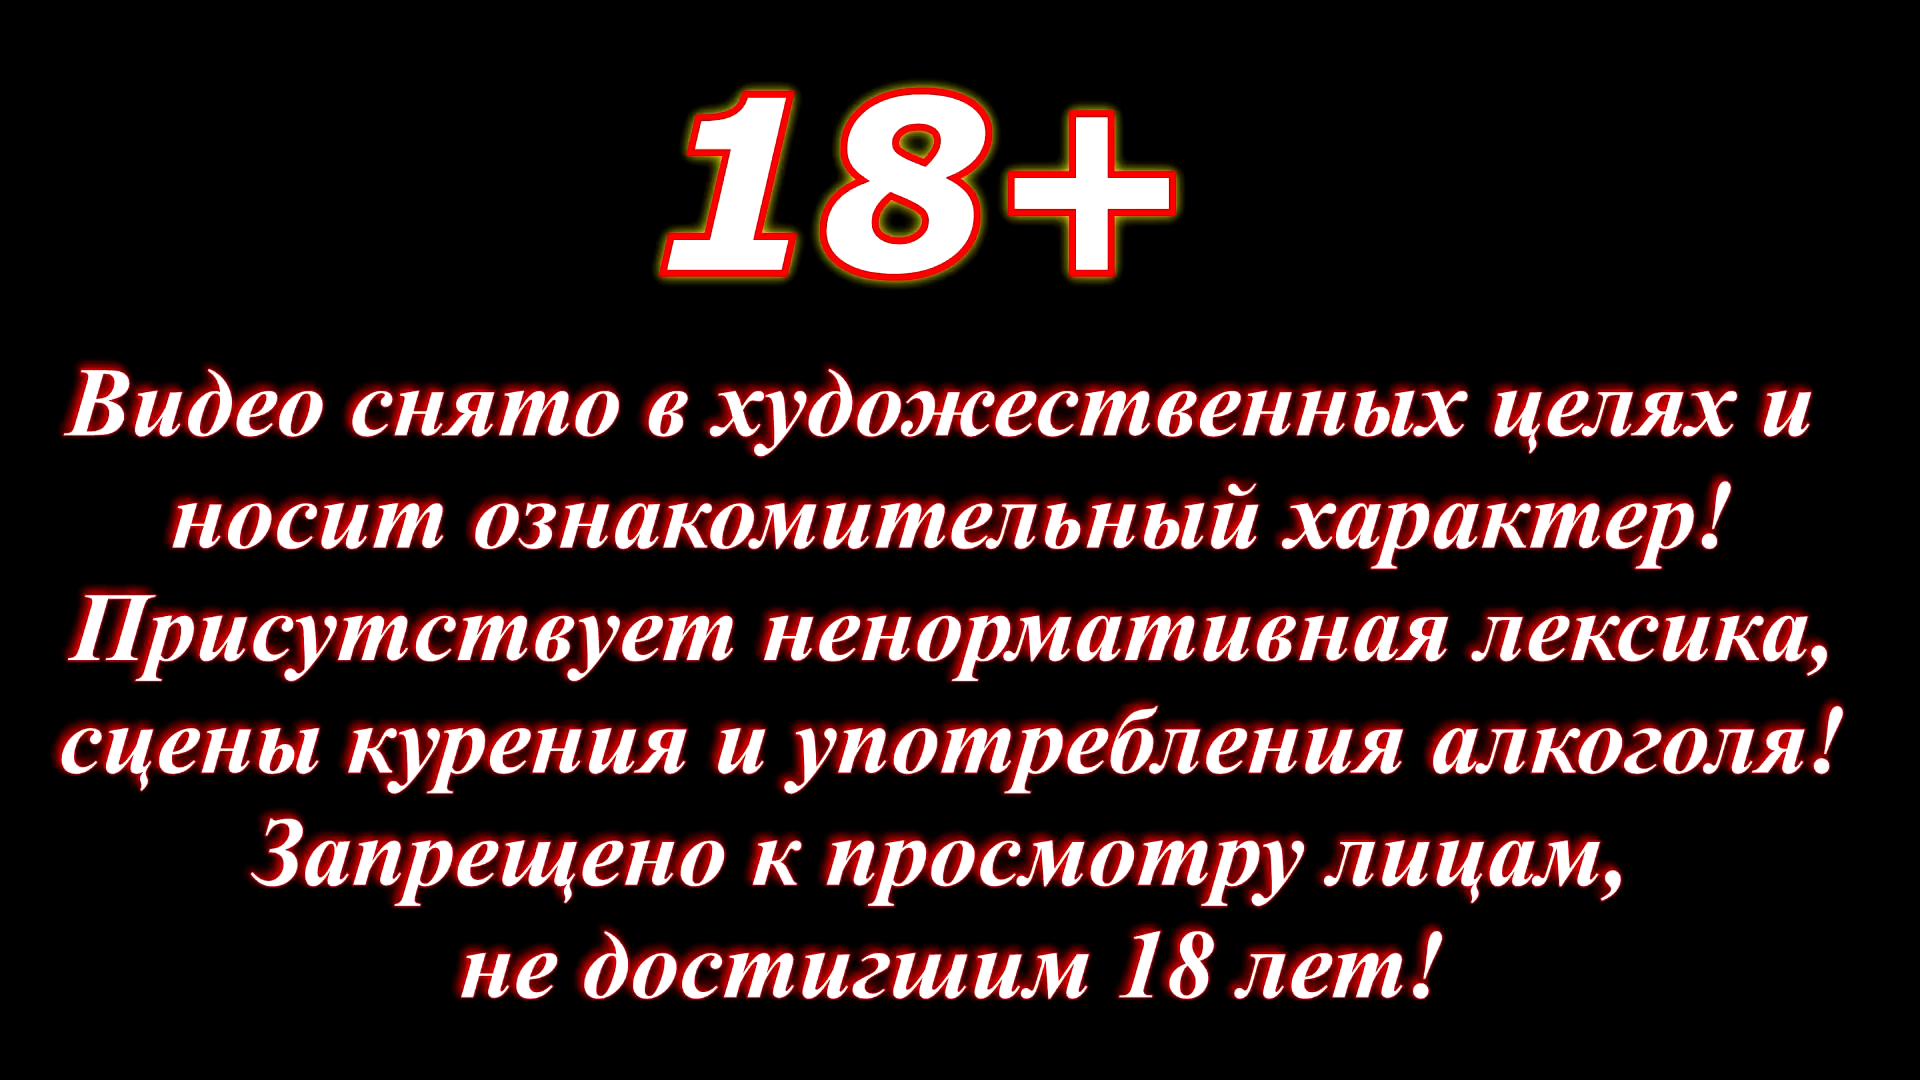 18+
Видео снято в художественных целях и
носит ознакомительный характер!
Присутствует ненормативная лексика,
сцены курения и употребления алкоголя!
Запрещено к просмотру лицам,
не достигшим 18 лет!